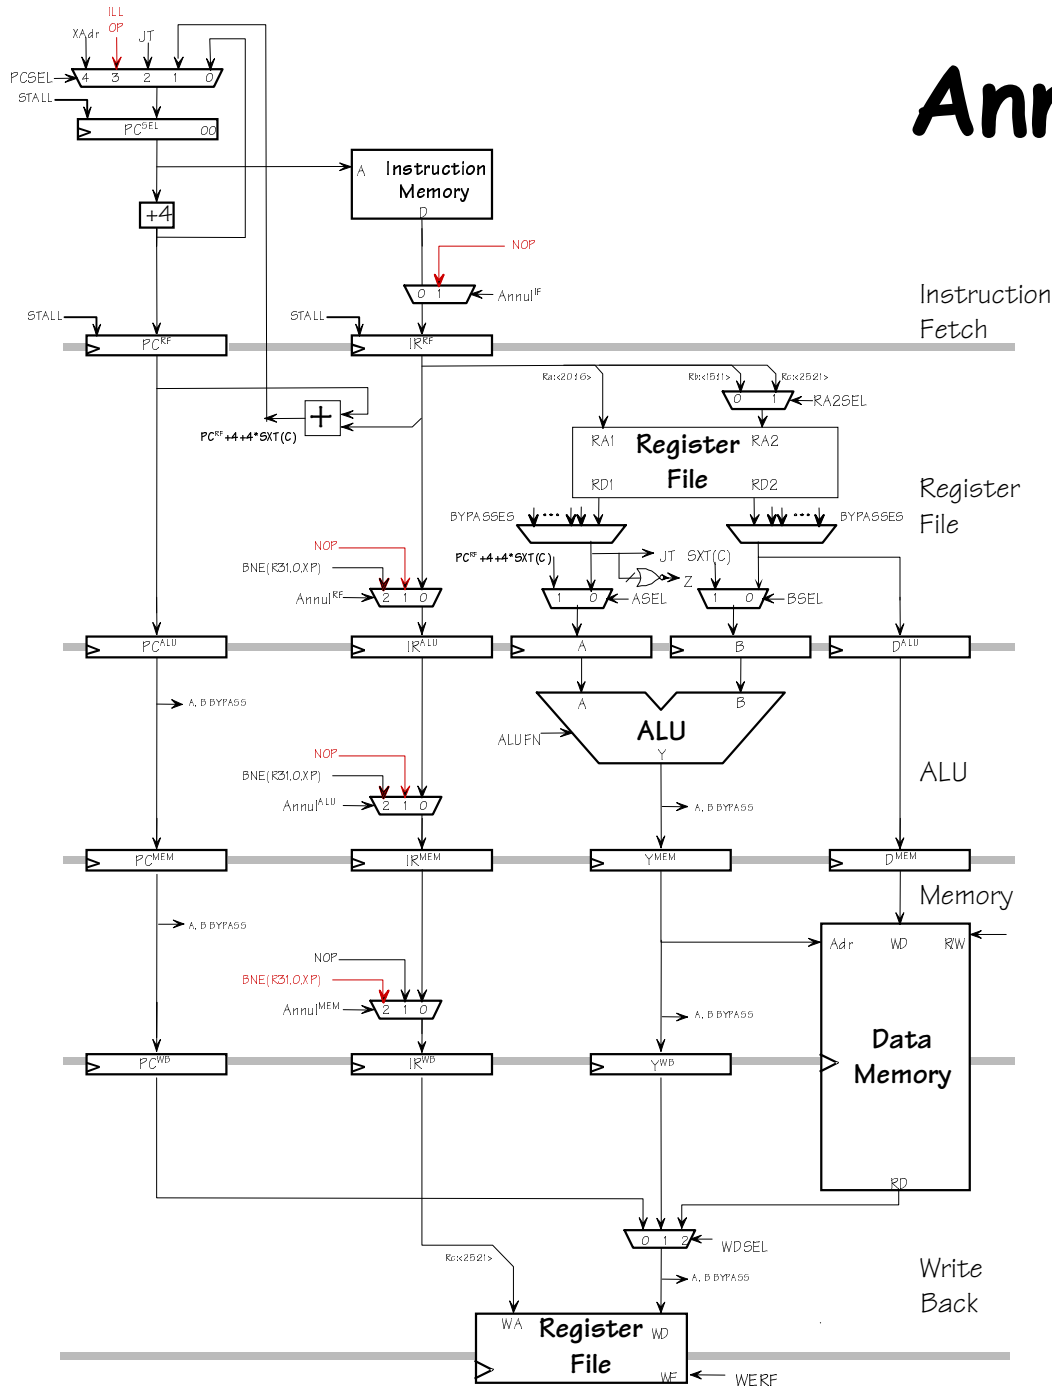 ILL
OP
XAdr
JT
PCSEL
4 3 2 1 0
STALL
PC^SEL 00
Ann
A Instruction
Memory
D
+4
NOP
0 1
Annul^IF
Instruction
Fetch
STALL
STALL
PC^RF
IR^RF
Ra:<20:16>
Rb:<15:11>
Rc:<25:21>
0 1
RA2SEL
+
PC^RF+4+4*SXT(C)
RA1 Register RA2
File
RD1 RD2
Register
File
BYPASSES ...
... BYPASSES
NOP
BNE(R31,0,XP)
PC^RF+4+4*SXT(C)
JT SXT(C)
Z
Annul^RF
2 1 0
1 0
ASEL
1 0
BSEL
PC^ALU
IR^ALU
A
B
D^ALU
A, B BYPASS
A B
ALU
ALUFN
Y
NOP
BNE(R31,0,XP)
ALU
Annul^ALU
2 1 0
A, B BYPASS
PC^MEM
IR^MEM
Y^MEM
D^MEM
Memory
A, B BYPASS
Adr WD R/W
NOP
BNE(R31,0,XP)
Annul^MEM
2 1 0
A, B BYPASS
Data
Memory
PC^WB
IR^WB
Y^WB
RD
0 1 2
WDSEL
Rc:<25:21>
A, B BYPASS
Write
Back
WA Register WD
File
WE
WERF